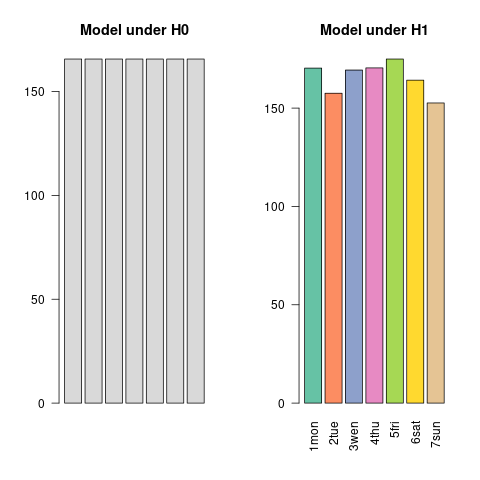 Model under H0
150
100
50
0
Model under H1
150
100
50
0
1mon
2tue
3wen
4thu
5fri
6sat
7sun